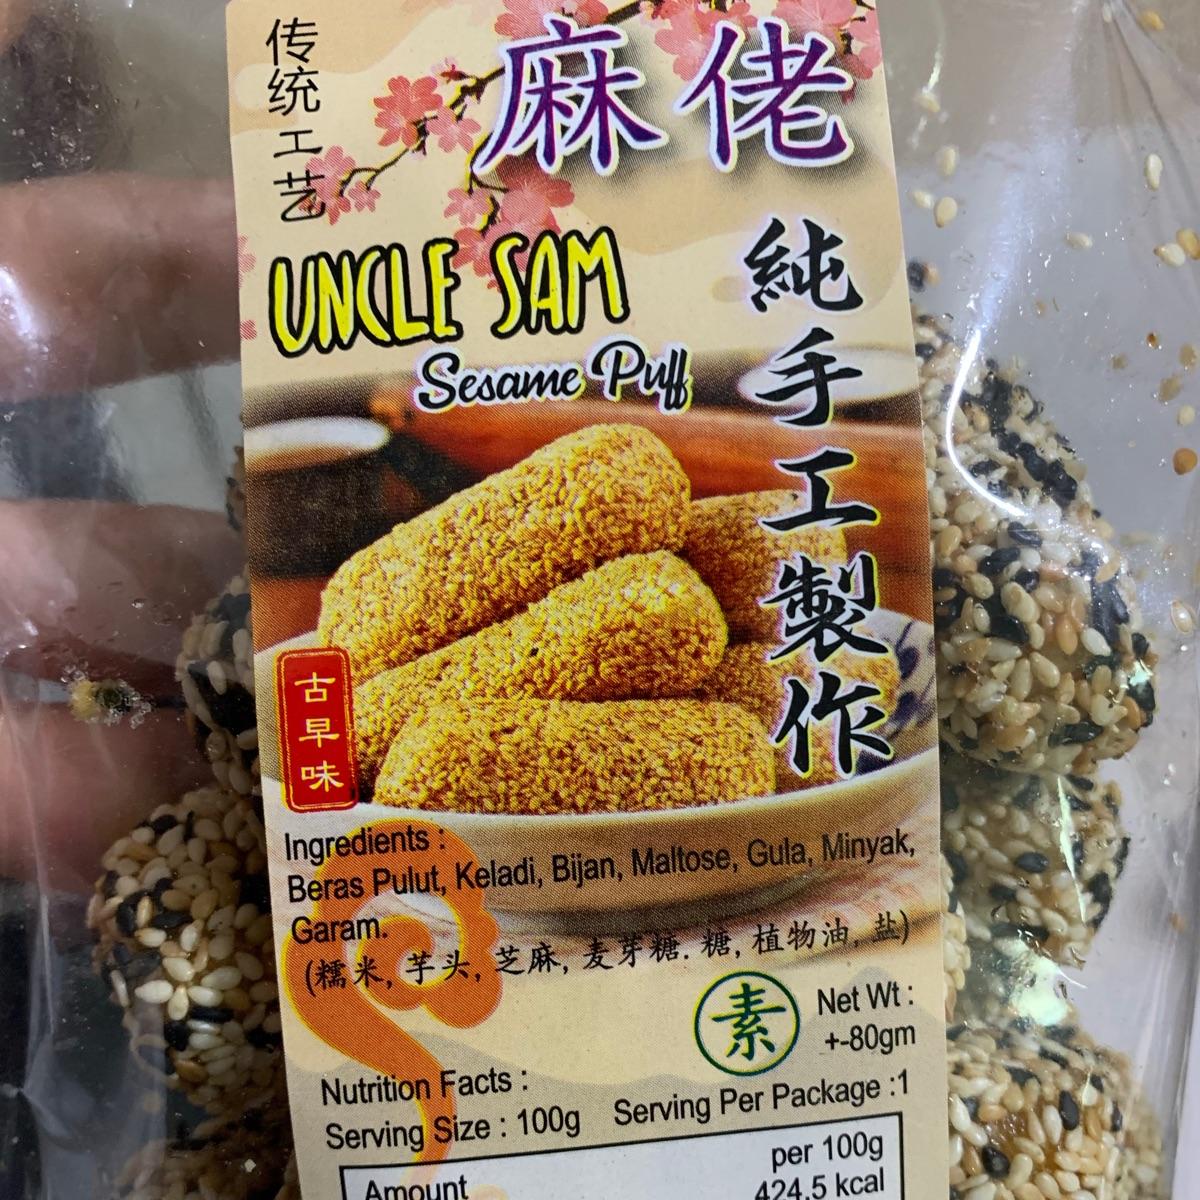 传统工艺
麻佬
UNCLE SAM
Sesame Puff
純手工製作
古早味
Ingredients :
Beras Pulut, Keladi, Bijan, Maltose, Gula, Minyak,
Garam.
(糯米, 芋头, 芝麻, 麦芽糖. 糖, 植物油, 盐)
素
Net Wt :
+-80gm
Nutrition Facts :
Serving Size : 100g Serving Per Package :1
per 100g
Amount 424.5 kcal